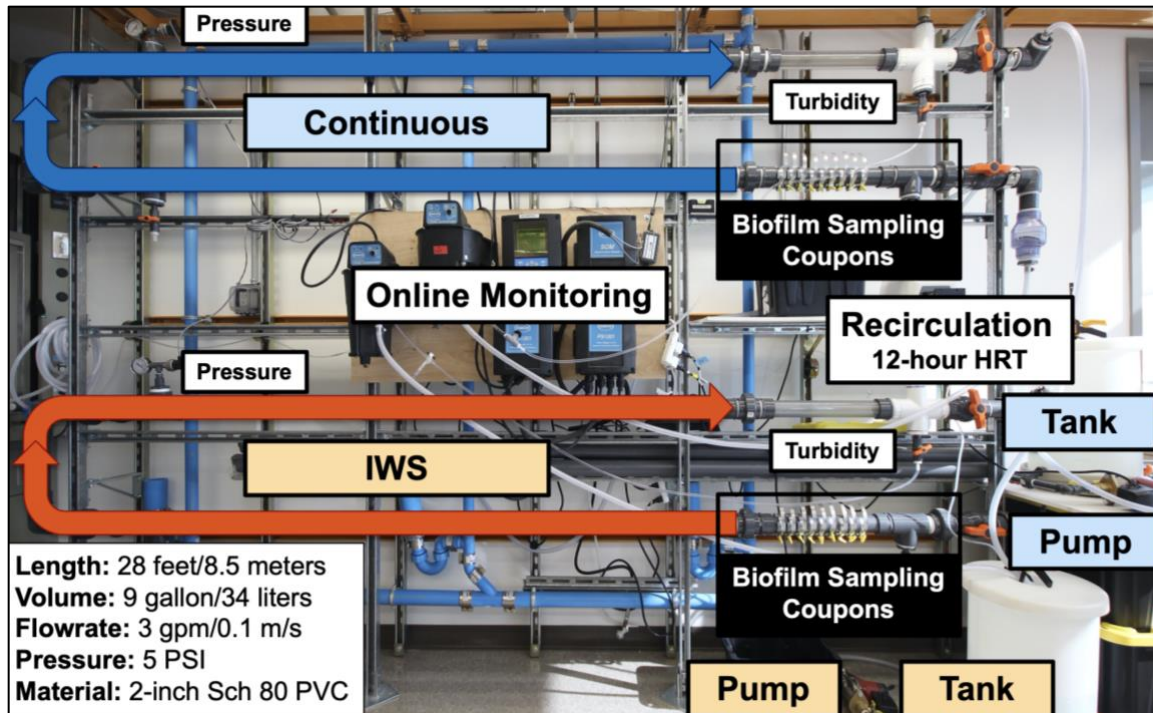 Pressure
Continuous
Turbidity
Biofilm Sampling
Coupons
Online Monitoring
Recirculation
12-hour HRT
Pressure
Tank
Turbidity
IWS
Pump
Biofilm Sampling
Coupons
Length: 28 feet/8.5 meters
Volume: 9 gallon/34 liters
Flowrate: 3 gpm/0.1 m/s
Pressure: 5 PSI
Material: 2-inch Sch 80 PVC
Pump
Tank